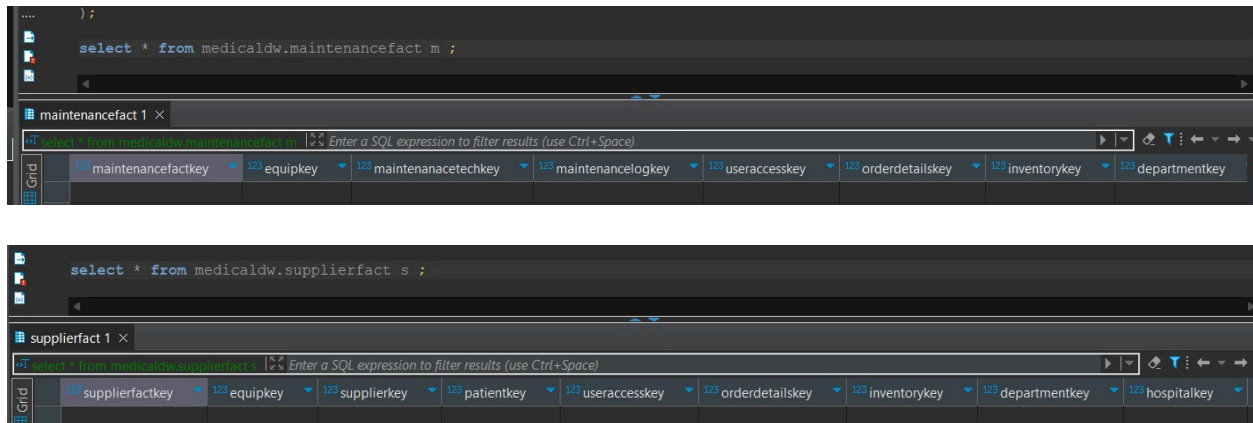 ....
);
select * from medicaldw.maintenancefact m ;
maintenancefact 1 ×
select * from medicaldw.maintenancefact m Enter a SQL expression to filter results (use Ctrl+Space)
Grid
123 maintenancefactkey 123 equipkey 123 maintenanacetechkey 123 maintenancelogkey 123 useraccesskey 123 orderdetailskey 123 inventorykey 123 departmentkey
select * from medicaldw.supplierfact s ;
supplierfact 1 ×
select * from medicaldw.supplierfact s Enter a SQL expression to filter results (use Ctrl+Space)
Grid
123 supplierfactkey 123 equipkey 123 supplierkey 123 patientkey 123 useraccesskey 123 orderdetailskey 123 inventorykey 123 departmentkey 123 hospitalkey